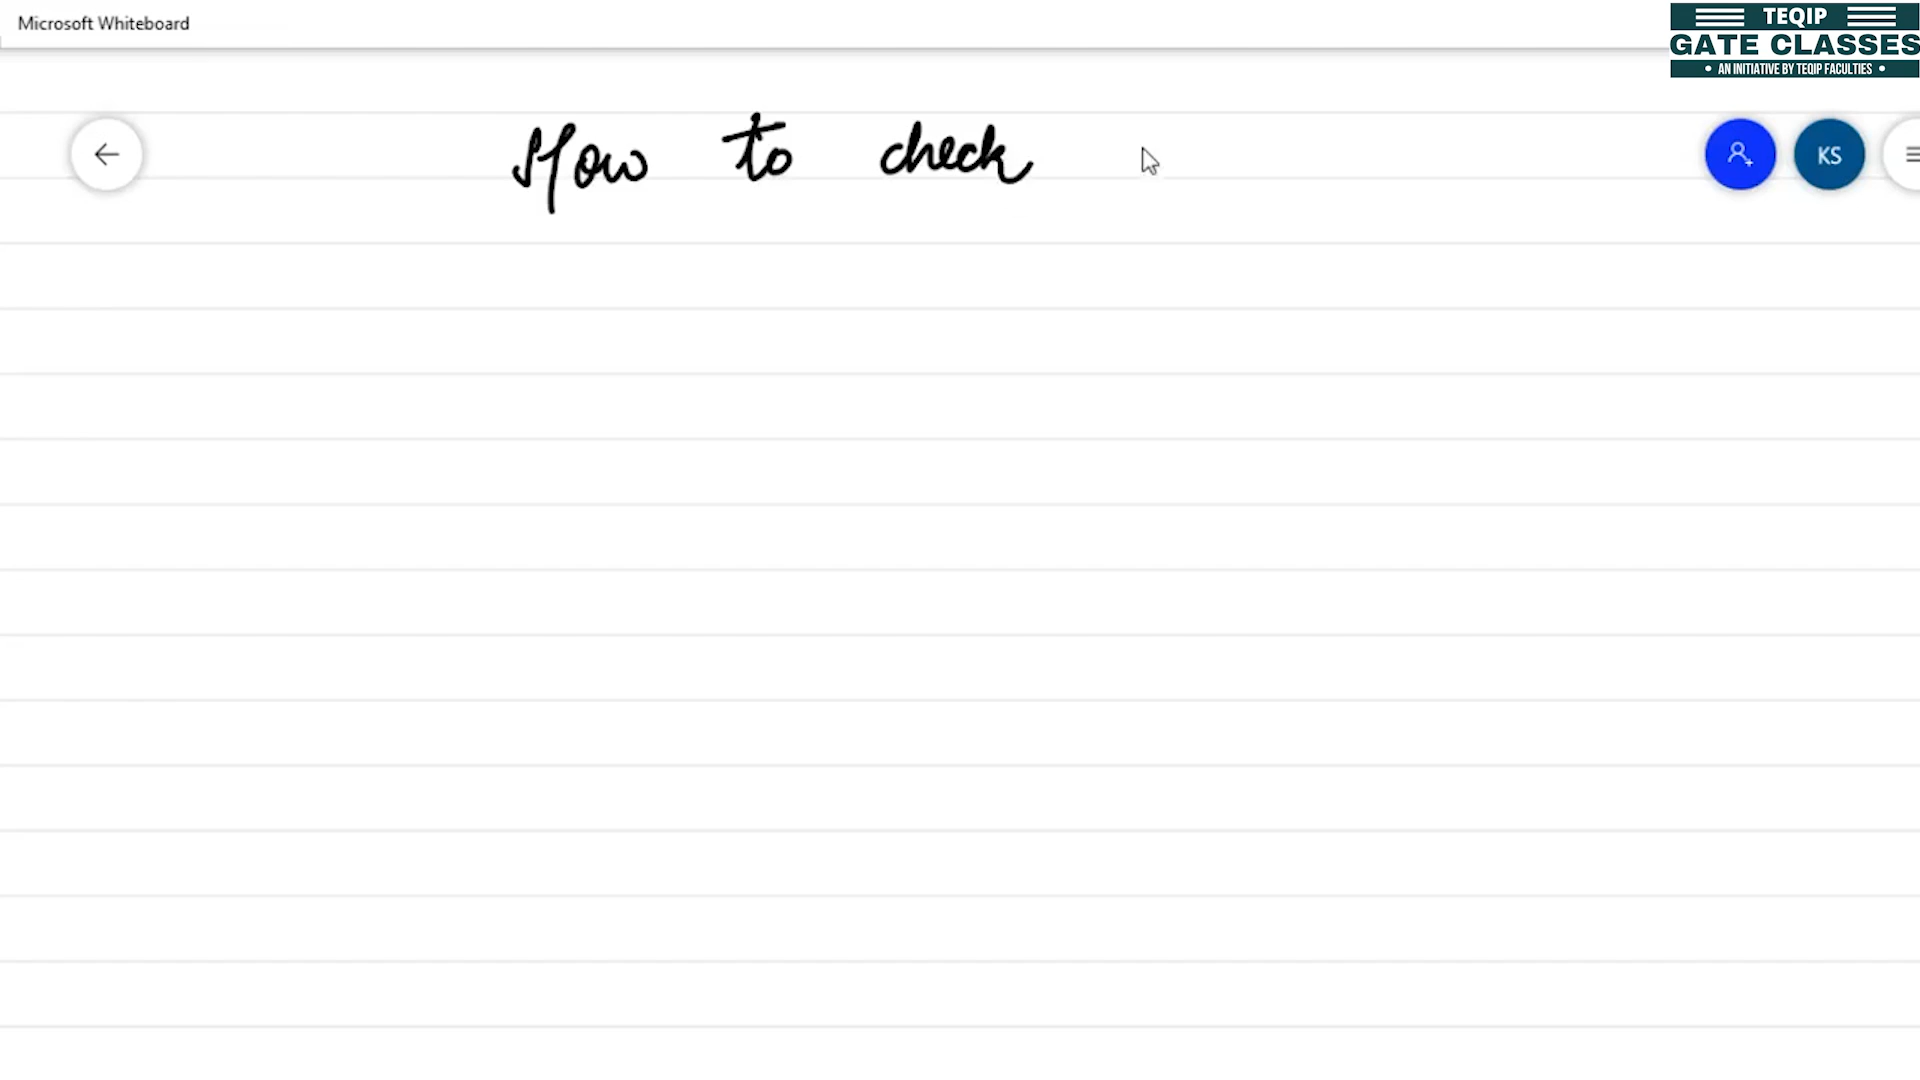 Microsoft Whiteboard
TEQIP
GATE CLASSES
• AN INITIATIVE BY TEQIP FACULTIES •
How to check
KS